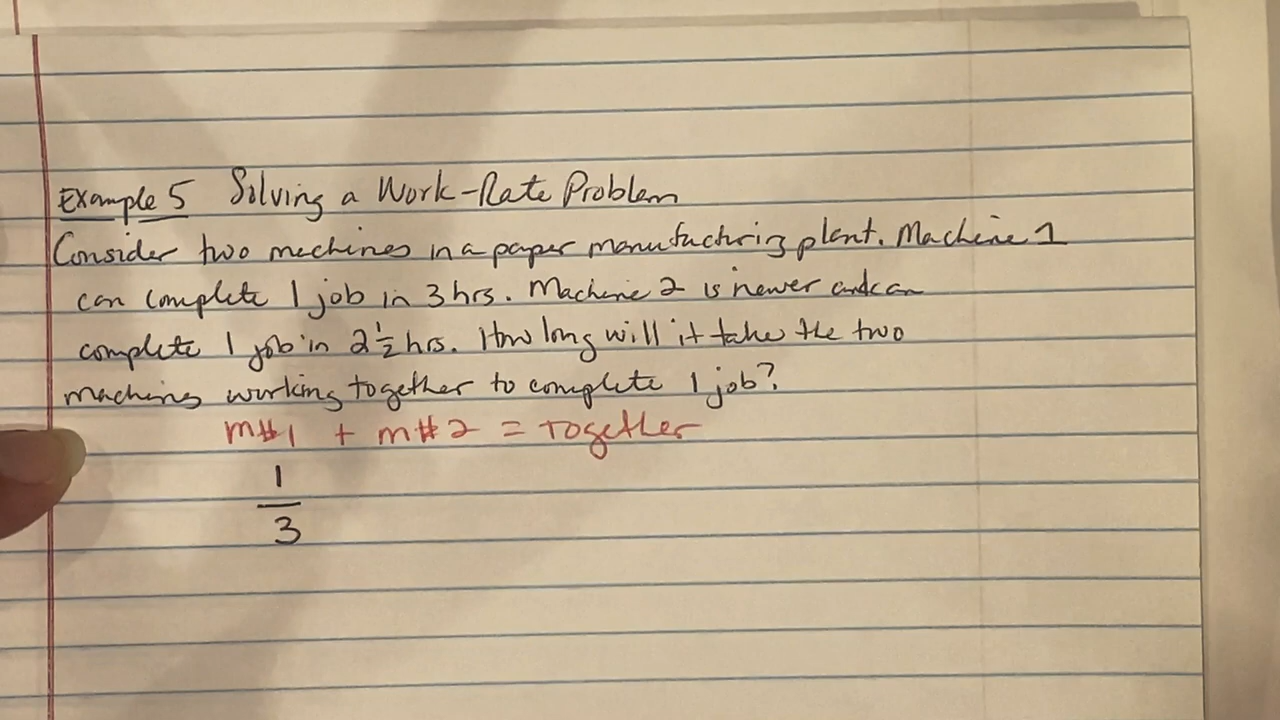 Example 5 Solving a Work-Rate Problem
Consider two machines in a paper manufacturing plant. Machine 1
can complete 1 job in 3 hrs. Machine 2 is newer and can
complete 1 job in 2 1/2 hrs. How long will it take the two
machines working together to complete 1 job?
m#1 + m#2 = Together
1
3